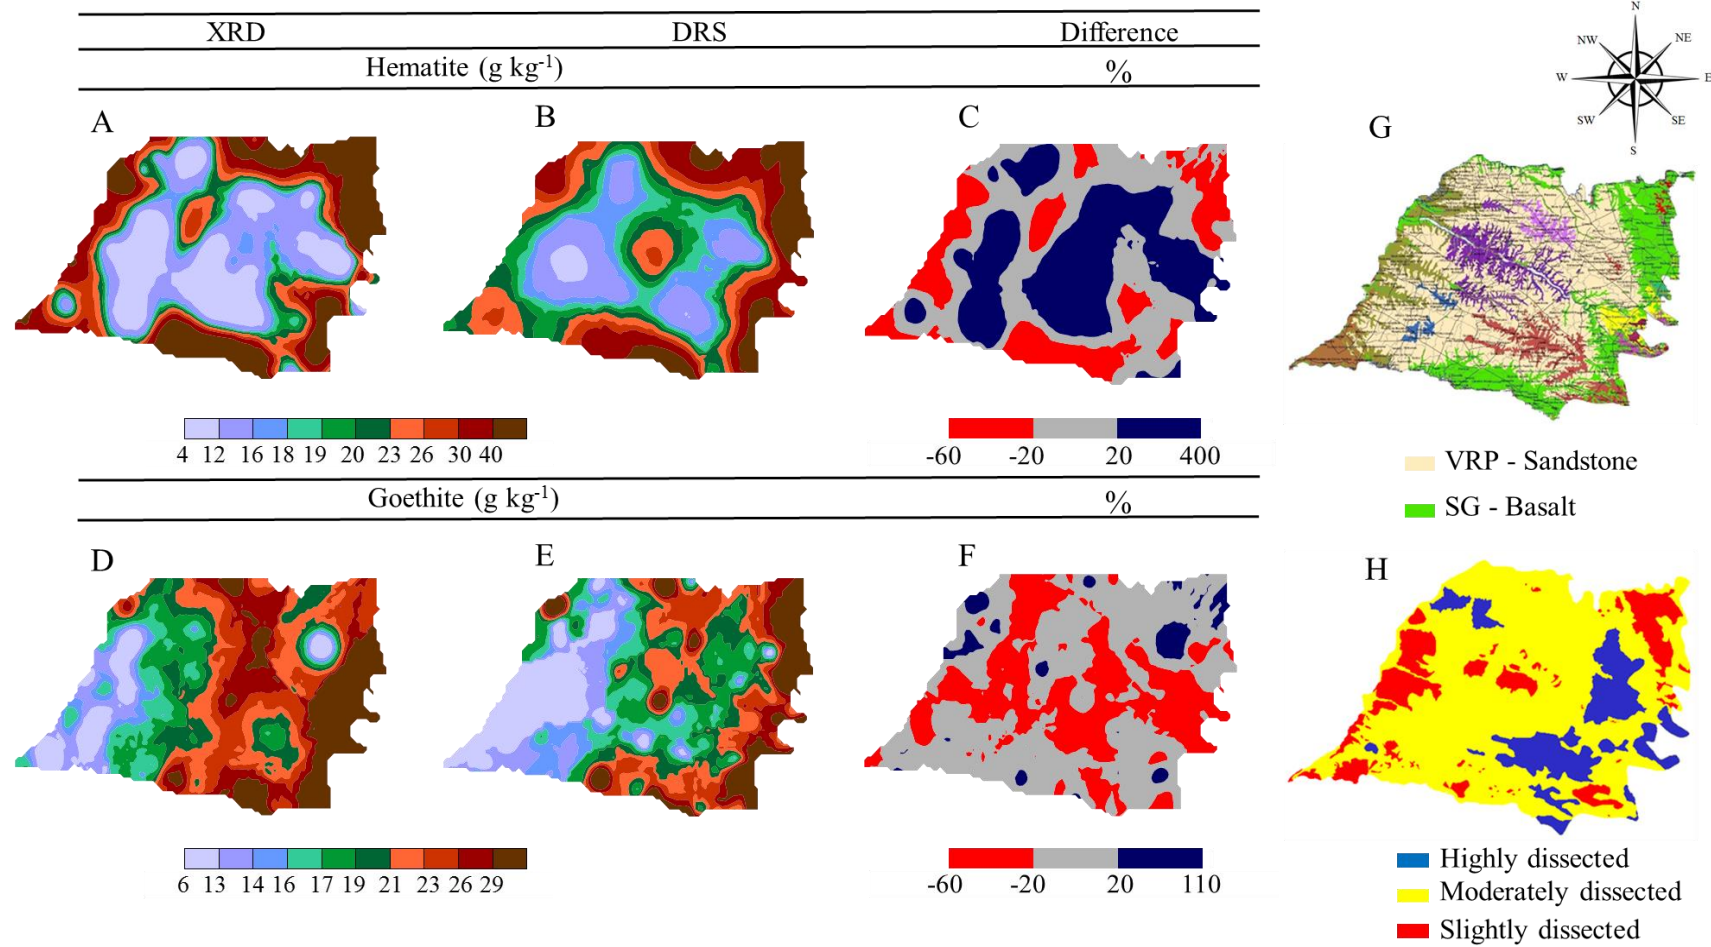 XRD DRS Difference
Hematite (g kg-1) %
N
NW NE
W E
SW SE
S
A B C G
4 12 16 18 19 20 23 26 30 40
-60 -20 20 400
VRP - Sandstone
SG - Basalt
Goethite (g kg-1) %
D E F H
6 13 14 16 17 19 21 23 26 29
-60 -20 20 110
Highly dissected
Moderately dissected
Slightly dissected